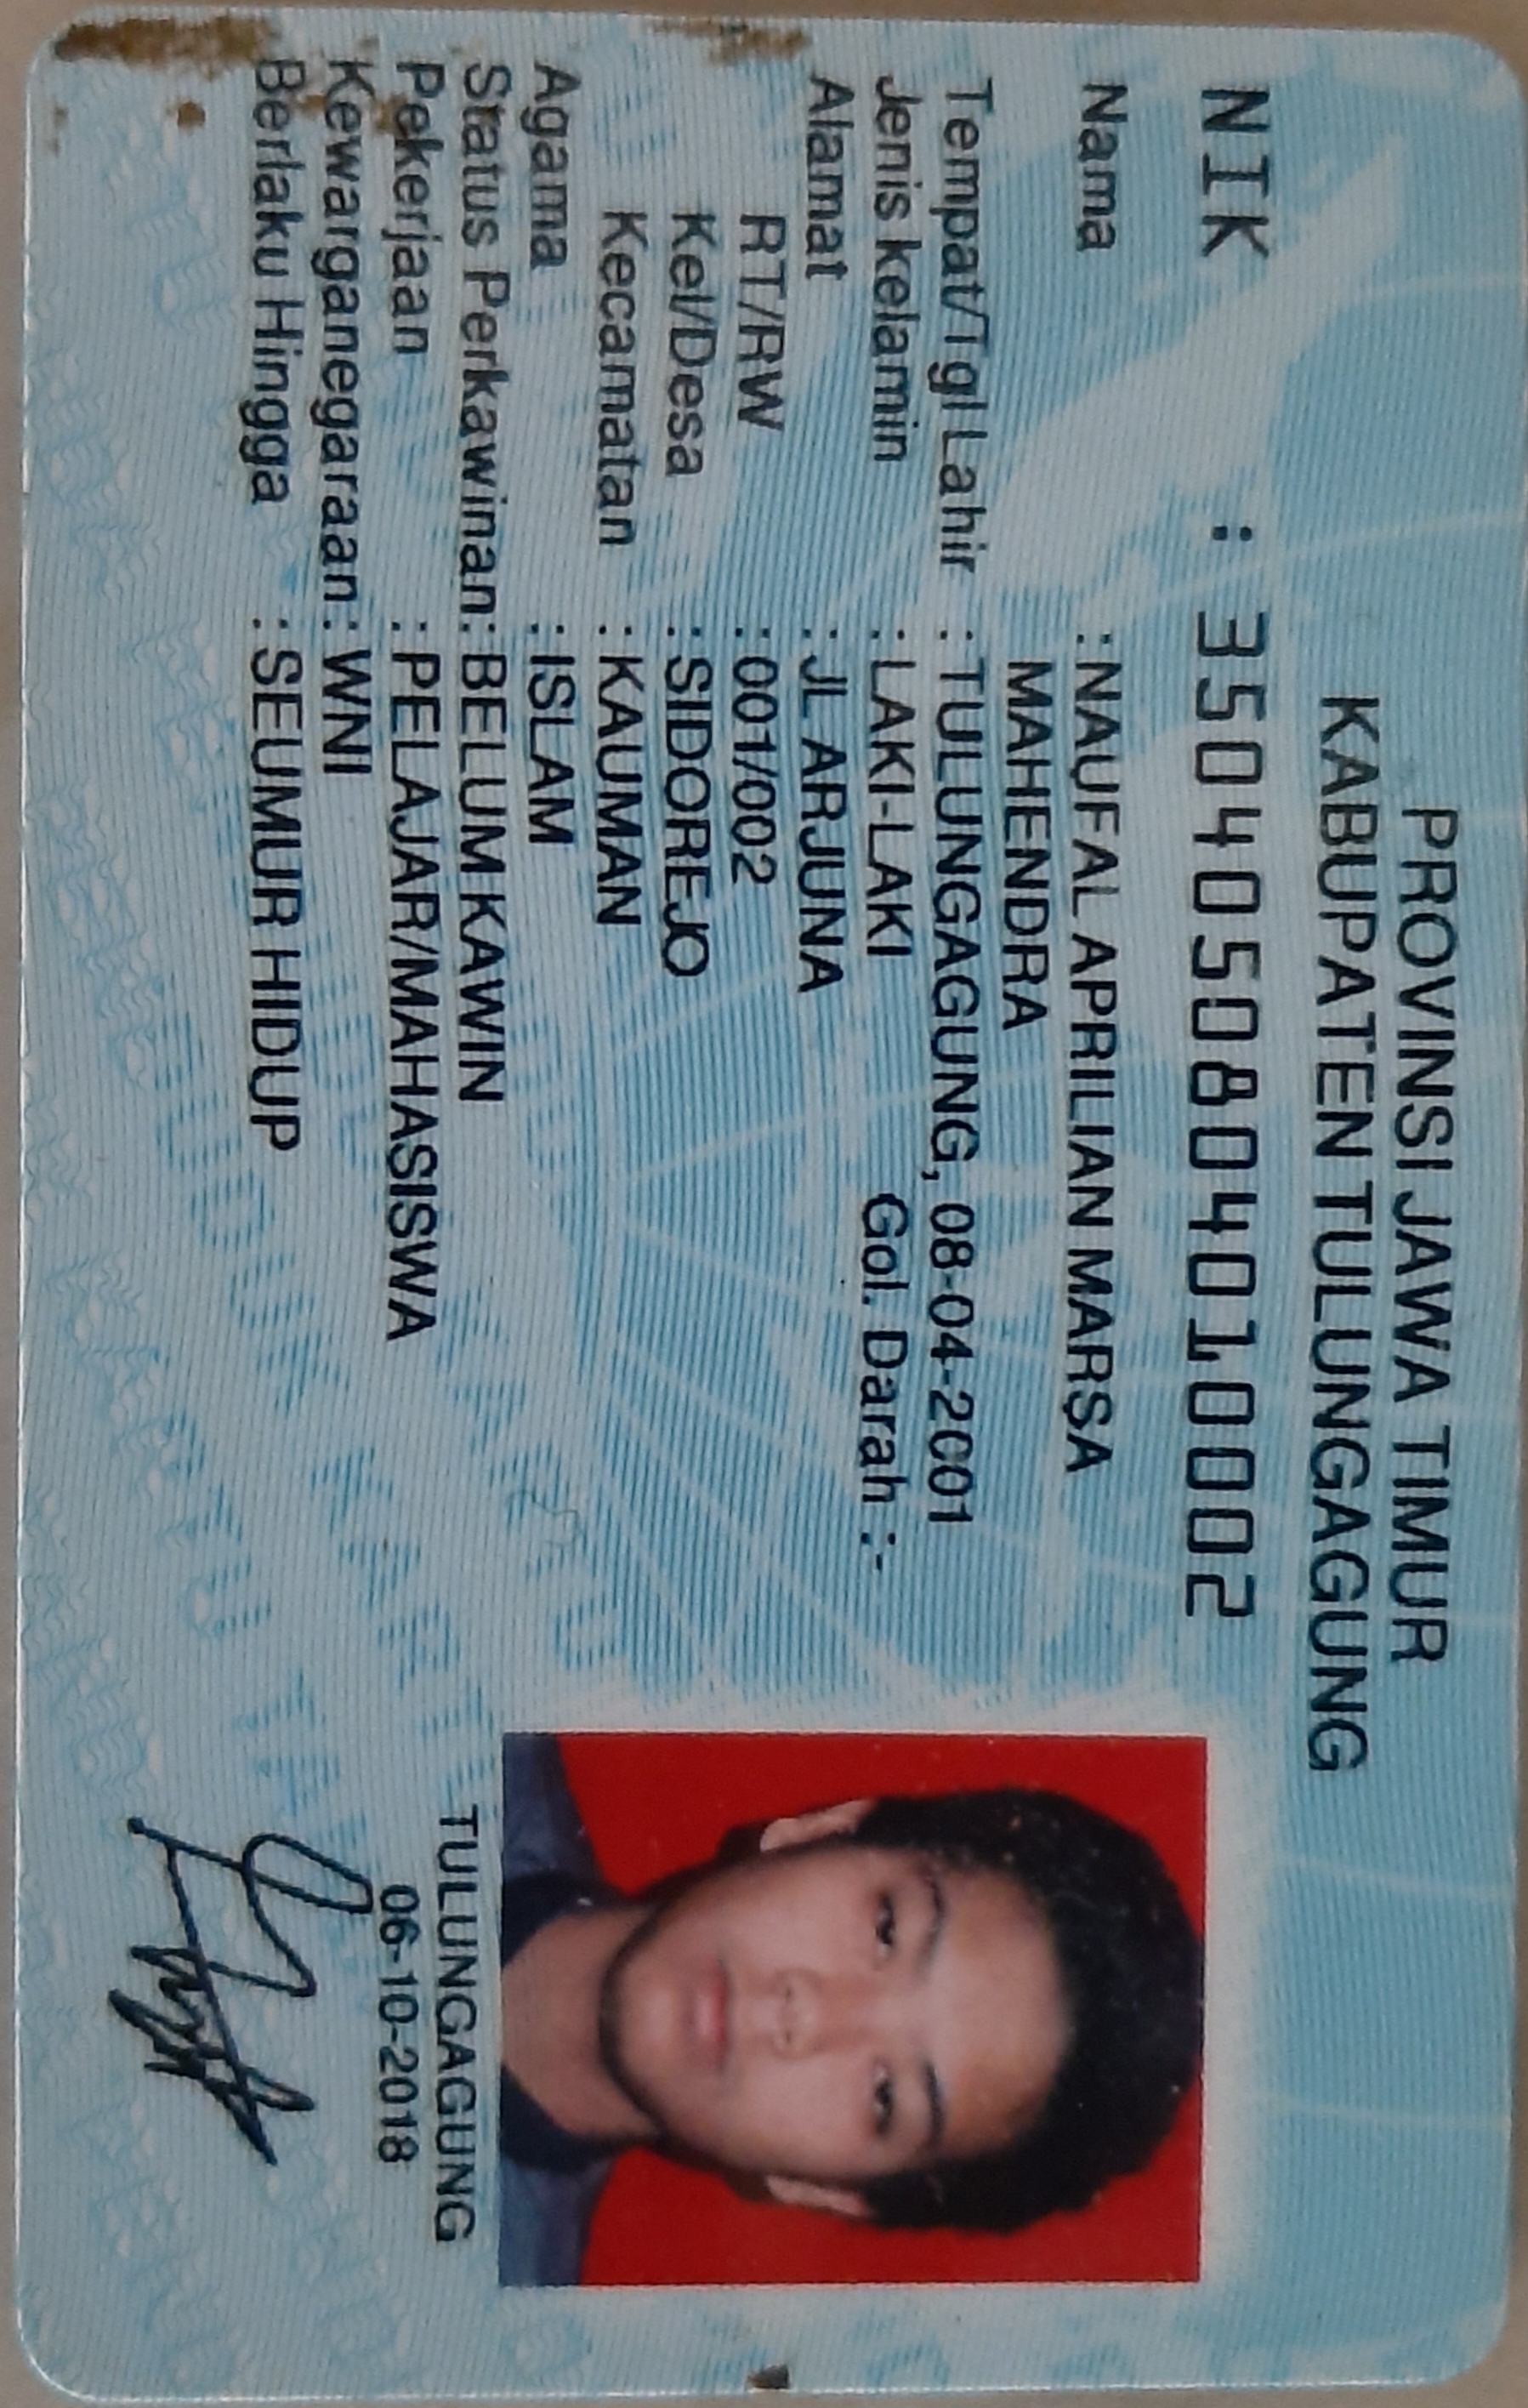 PROVINSI JAWA TIMUR
KABUPATEN TULUNGAGUNG
NIK : 3504050804010002
Nama : NAUFAL APRILIAN MARSA
MAHENDRA
Tempat/Tgl Lahir : TULUNGAGUNG, 08-04-2001
Jenis kelamin : LAKI-LAKI Gol. Darah :-
Alamat : JL ARJUNA
RT/RW : 001/002
Kel/Desa : SIDOREJO
Kecamatan : KAUMAN
Agama : ISLAM
Status Perkawinan: BELUM KAWIN
Pekerjaan : PELAJAR/MAHASISWA
Kewarganegaraan: WNI
Berlaku Hingga : SEUMUR HIDUP
TULUNGAGUNG
06-10-2018